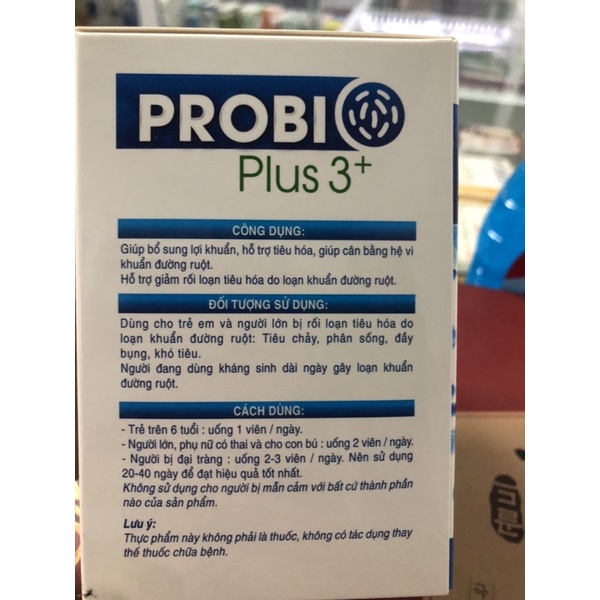 PROBIO
Plus 3+
CÔNG DỤNG:
Giúp bổ sung lợi khuẩn, hỗ trợ tiêu hóa, giúp cân bằng hệ vi
khuẩn đường ruột.
Hỗ trợ giảm rối loạn tiêu hóa do loạn khuẩn đường ruột.
ĐỐI TƯỢNG SỬ DỤNG:
Dùng cho trẻ em và người lớn bị rối loạn tiêu hóa do
loạn khuẩn đường ruột: Tiêu chảy, phân sống, đầy
bụng, khó tiêu.
Người đang dùng kháng sinh dài ngày gây loạn khuẩn
đường ruột.
CÁCH DÙNG:
- Trẻ trên 6 tuổi : uống 1 viên / ngày.
- Người lớn, phụ nữ có thai và cho con bú : uống 2 viên / ngày.
- Người bị đại tràng : uống 2-3 viên / ngày. Nên sử dụng
20-40 ngày để đạt hiệu quả tốt nhất.
Không sử dụng cho người bị mẫn cảm với bất cứ thành phần
nào của sản phẩm.
Lưu ý:
Thực phẩm này không phải là thuốc, không có tác dụng thay
thế thuốc chữa bệnh.